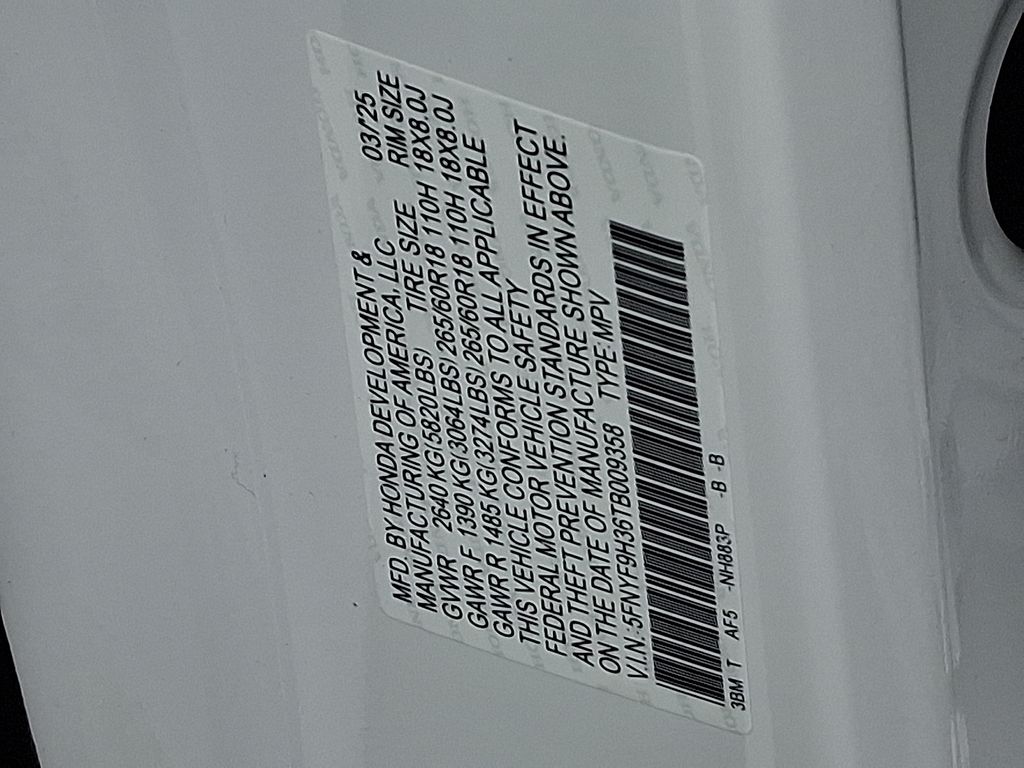 MFD. BY HONDA DEVELOPMENT &
MANUFACTURING OF AMERICA, LLC 03/'25
GVWR 2640 KG(5820LBS) TIRE SIZE RIM SIZE
GAWR F 1390 KG(3064LBS) 265/60R18 110H 18X8.0J
GAWR R 1485 KG(3274LBS) 265/60R18 110H 18X8.0J
THIS VEHICLE CONFORMS TO ALL APPLICABLE
FEDERAL MOTOR VEHICLE SAFETY
AND THEFT PREVENTION STANDARDS IN EFFECT
ON THE DATE OF MANUFACTURE SHOWN ABOVE.
V.I.N.:5FNYF9H36TB009358 TYPE:MPV
3BM T AF5 -NH883P -B -B